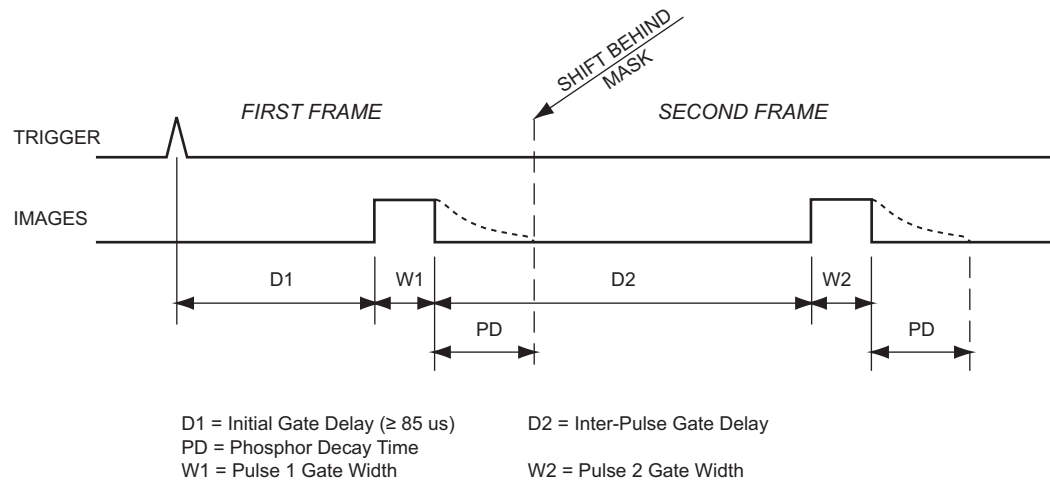 SHIFT BEHIND
MASK
FIRST FRAME
SECOND FRAME
TRIGGER
IMAGES
D1
W1
D2
W2
PD
PD
D1 = Initial Gate Delay (≥ 85 us)
D2 = Inter-Pulse Gate Delay
PD = Phosphor Decay Time
W1 = Pulse 1 Gate Width
W2 = Pulse 2 Gate Width